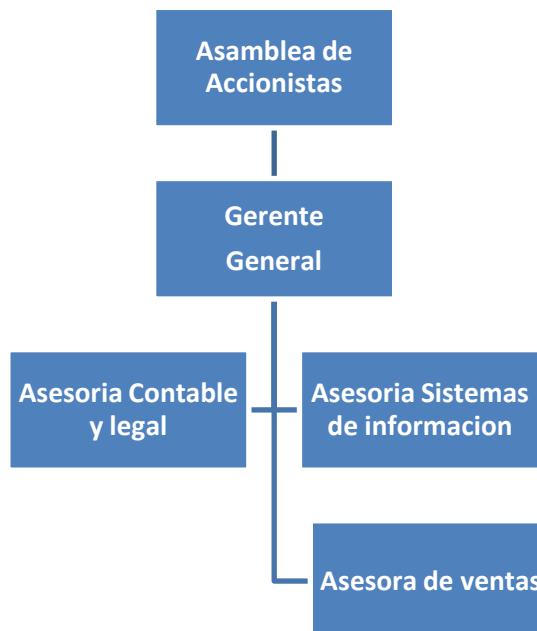 Asamblea de
Accionistas
Gerente
General
Asesoria Contable
y legal
Asesoria Sistemas
de informacion
Asesora de ventas